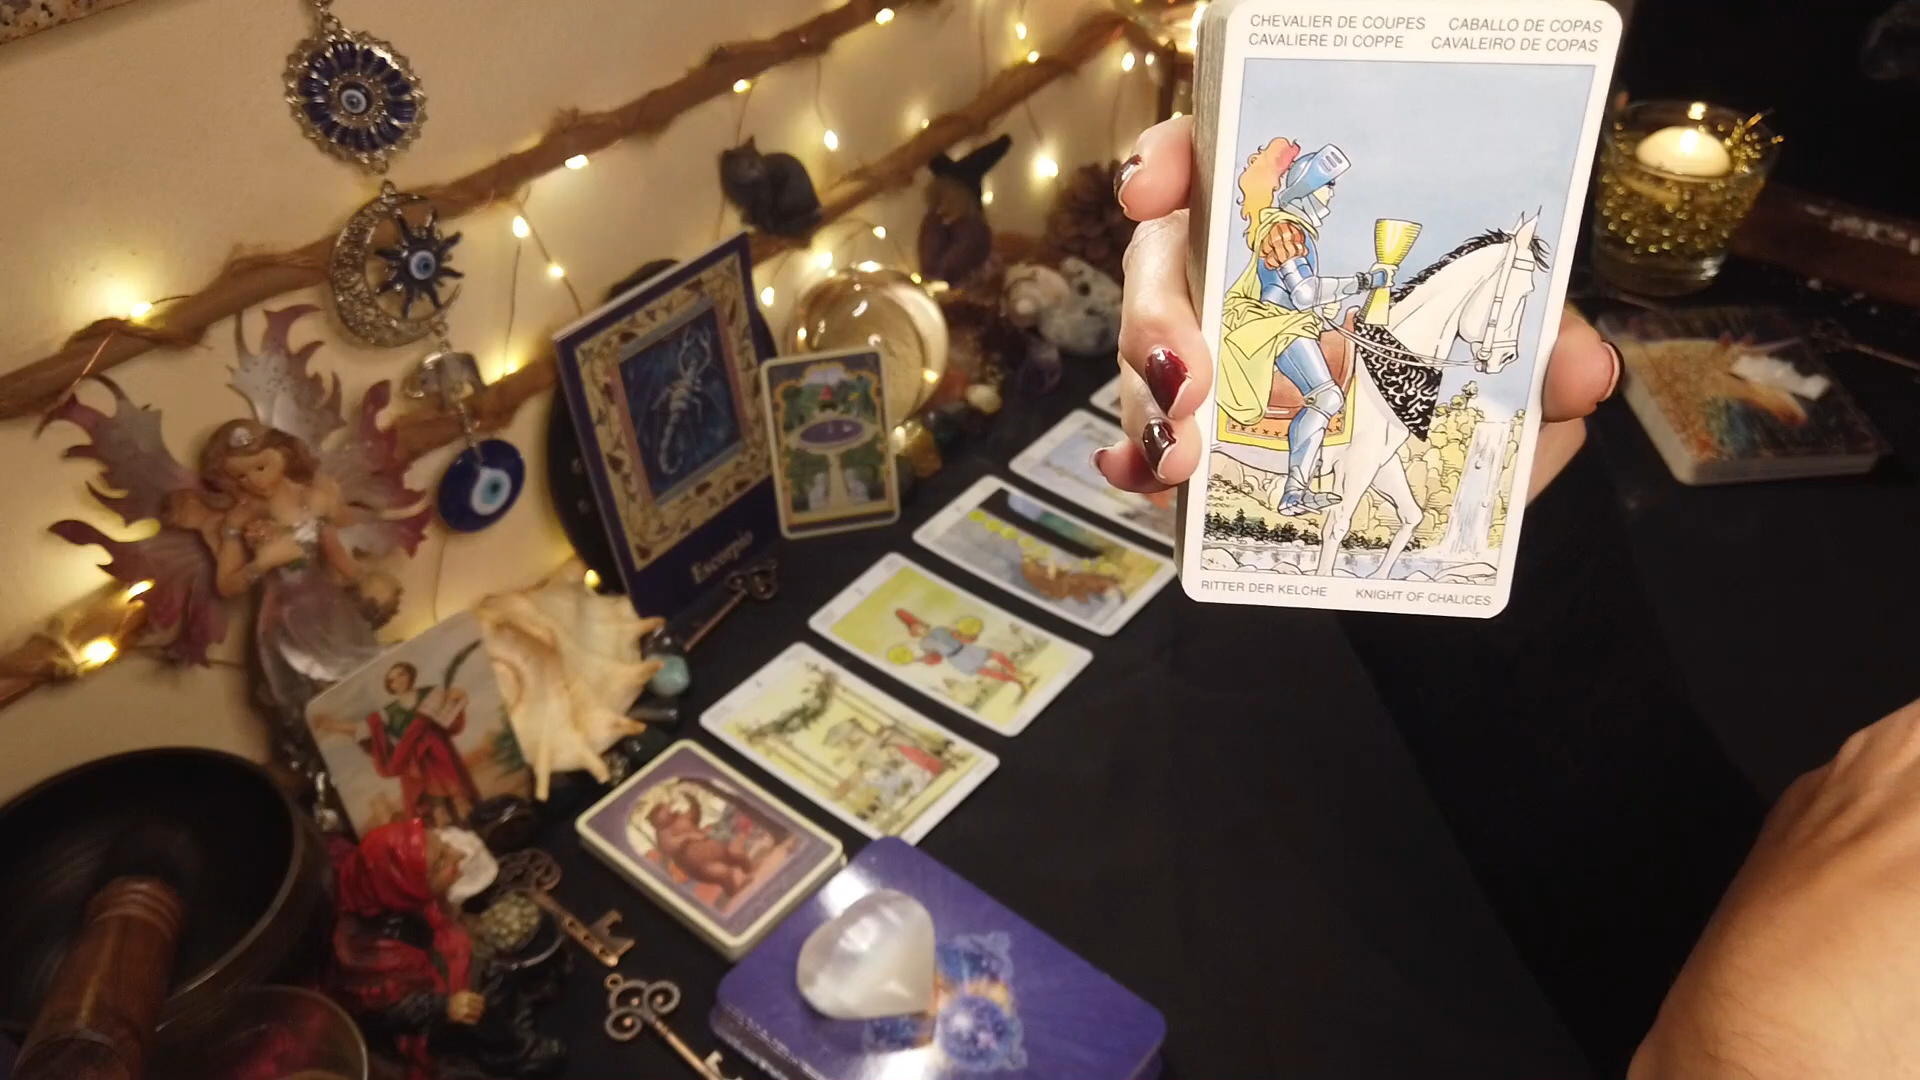 CHEVALIER DE COUPES CABALLO DE COPAS
CAVALIERE DI COPPE CAVALEIRO DE COPAS
RITTER DER KELCHE KNIGHT OF CHALICES
Escorpio